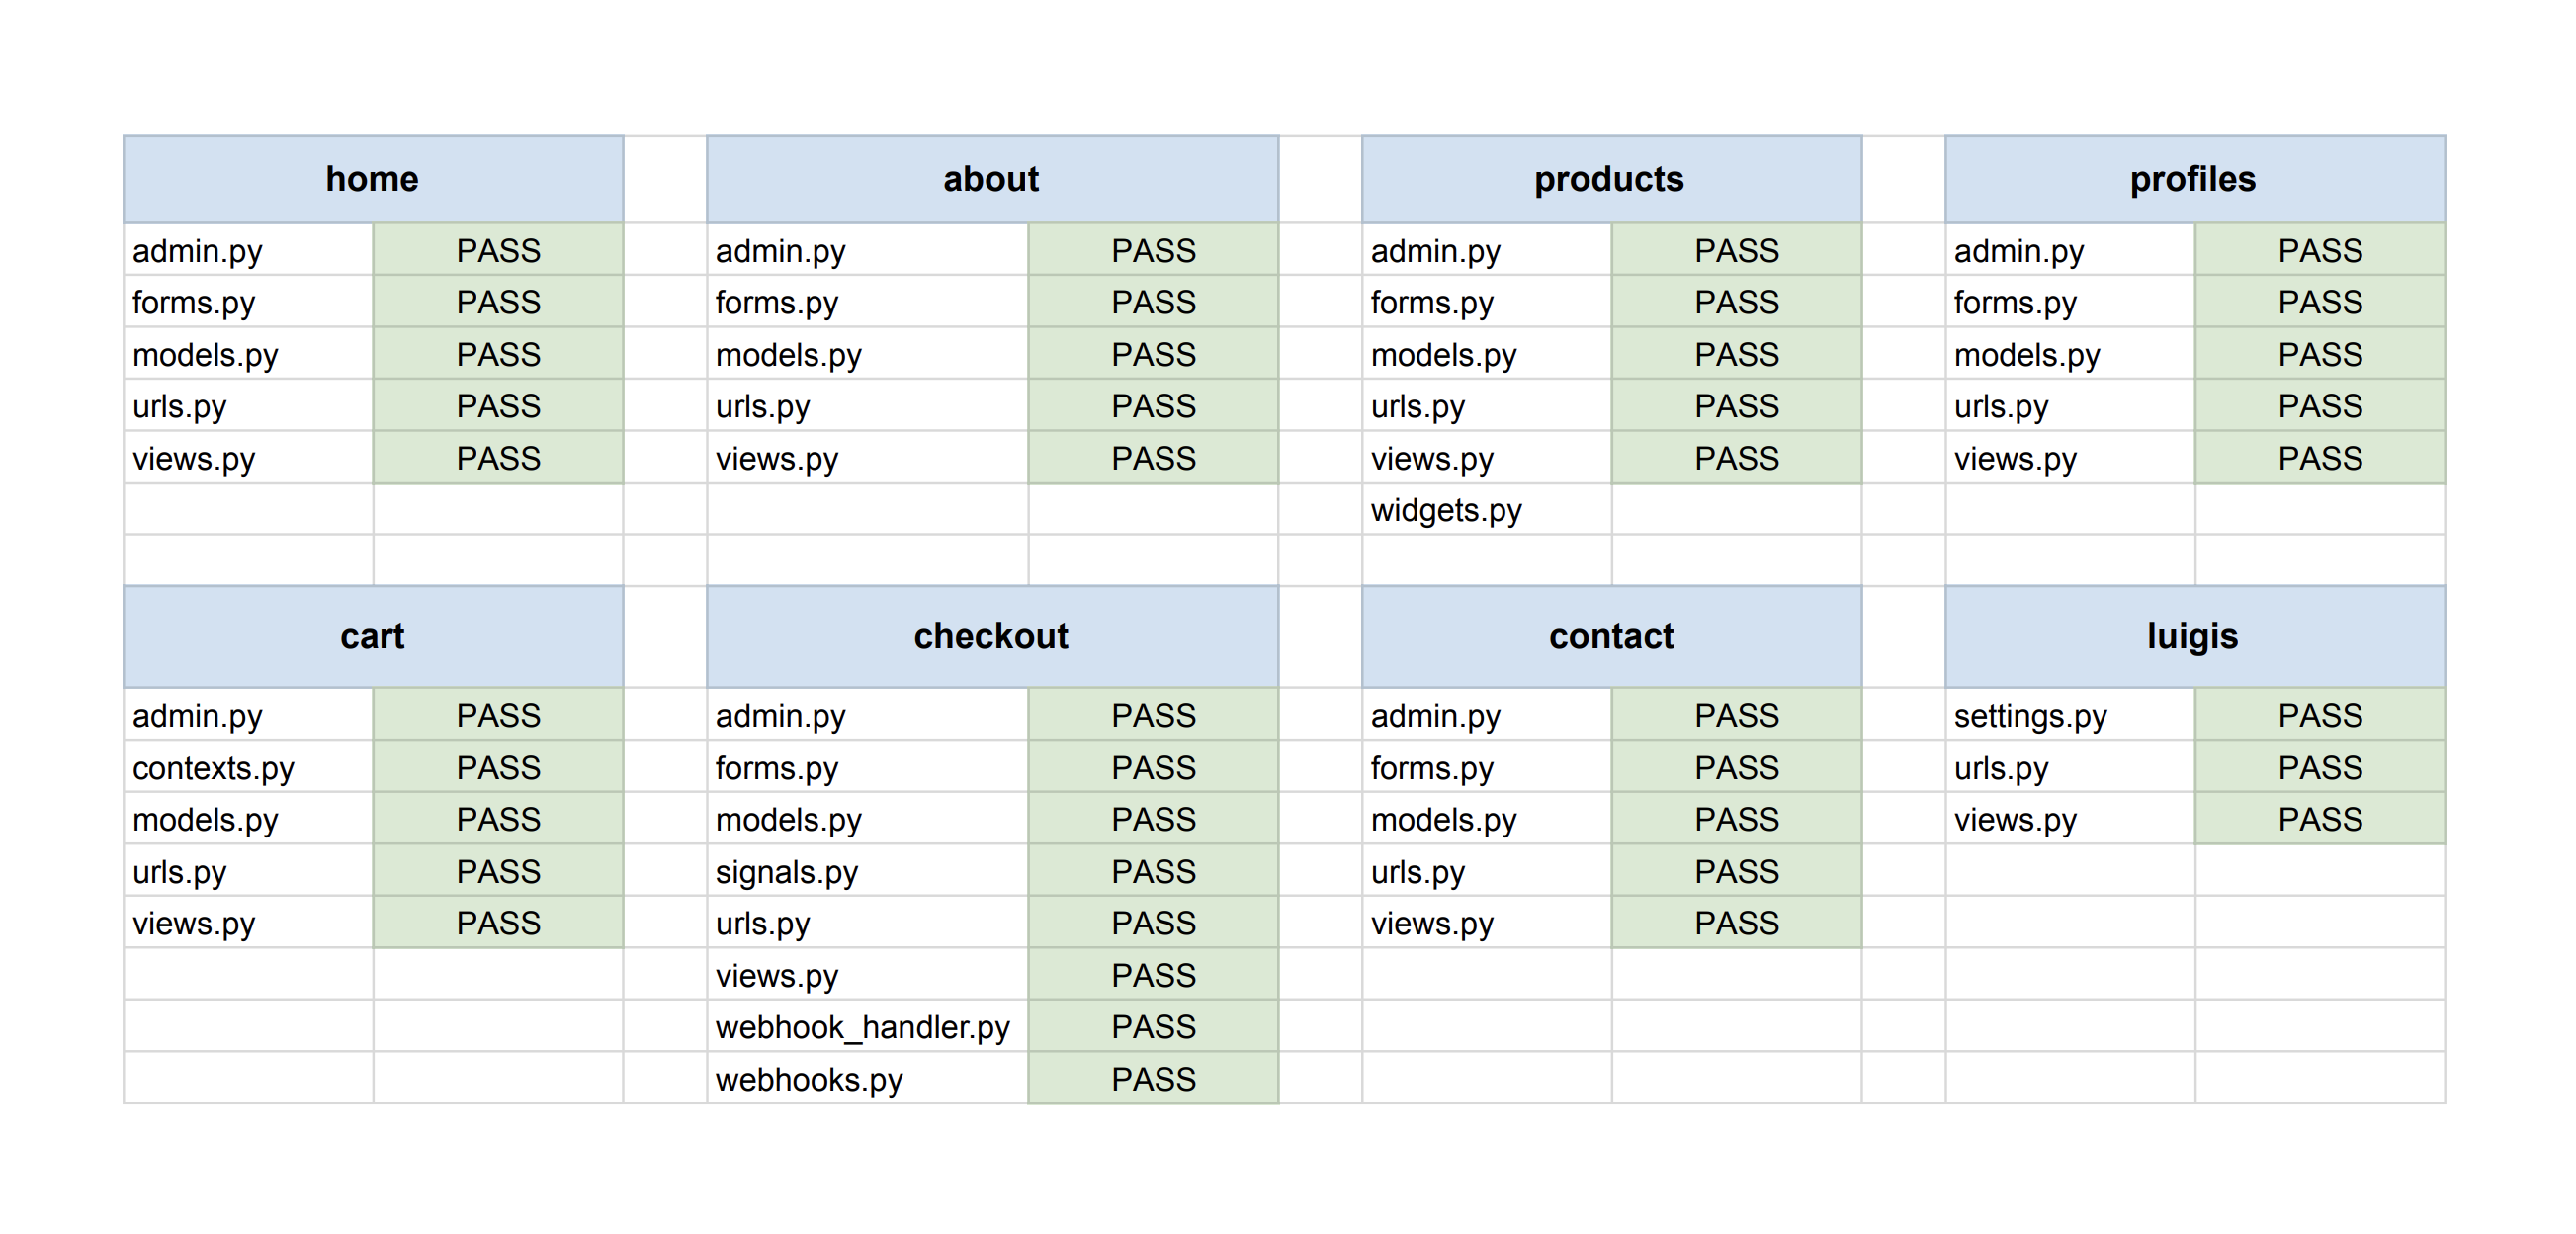 home about products profiles
admin.py PASS admin.py PASS admin.py PASS admin.py PASS
forms.py PASS forms.py PASS forms.py PASS forms.py PASS
models.py PASS models.py PASS models.py PASS models.py PASS
urls.py PASS urls.py PASS urls.py PASS urls.py PASS
views.py PASS views.py PASS views.py PASS views.py PASS
widgets.py
cart checkout contact luigis
admin.py PASS admin.py PASS admin.py PASS settings.py PASS
contexts.py PASS forms.py PASS forms.py PASS urls.py PASS
models.py PASS models.py PASS models.py PASS views.py PASS
urls.py PASS signals.py PASS urls.py PASS
views.py PASS urls.py PASS views.py PASS
views.py PASS
webhook_handler.py PASS
webhooks.py PASS